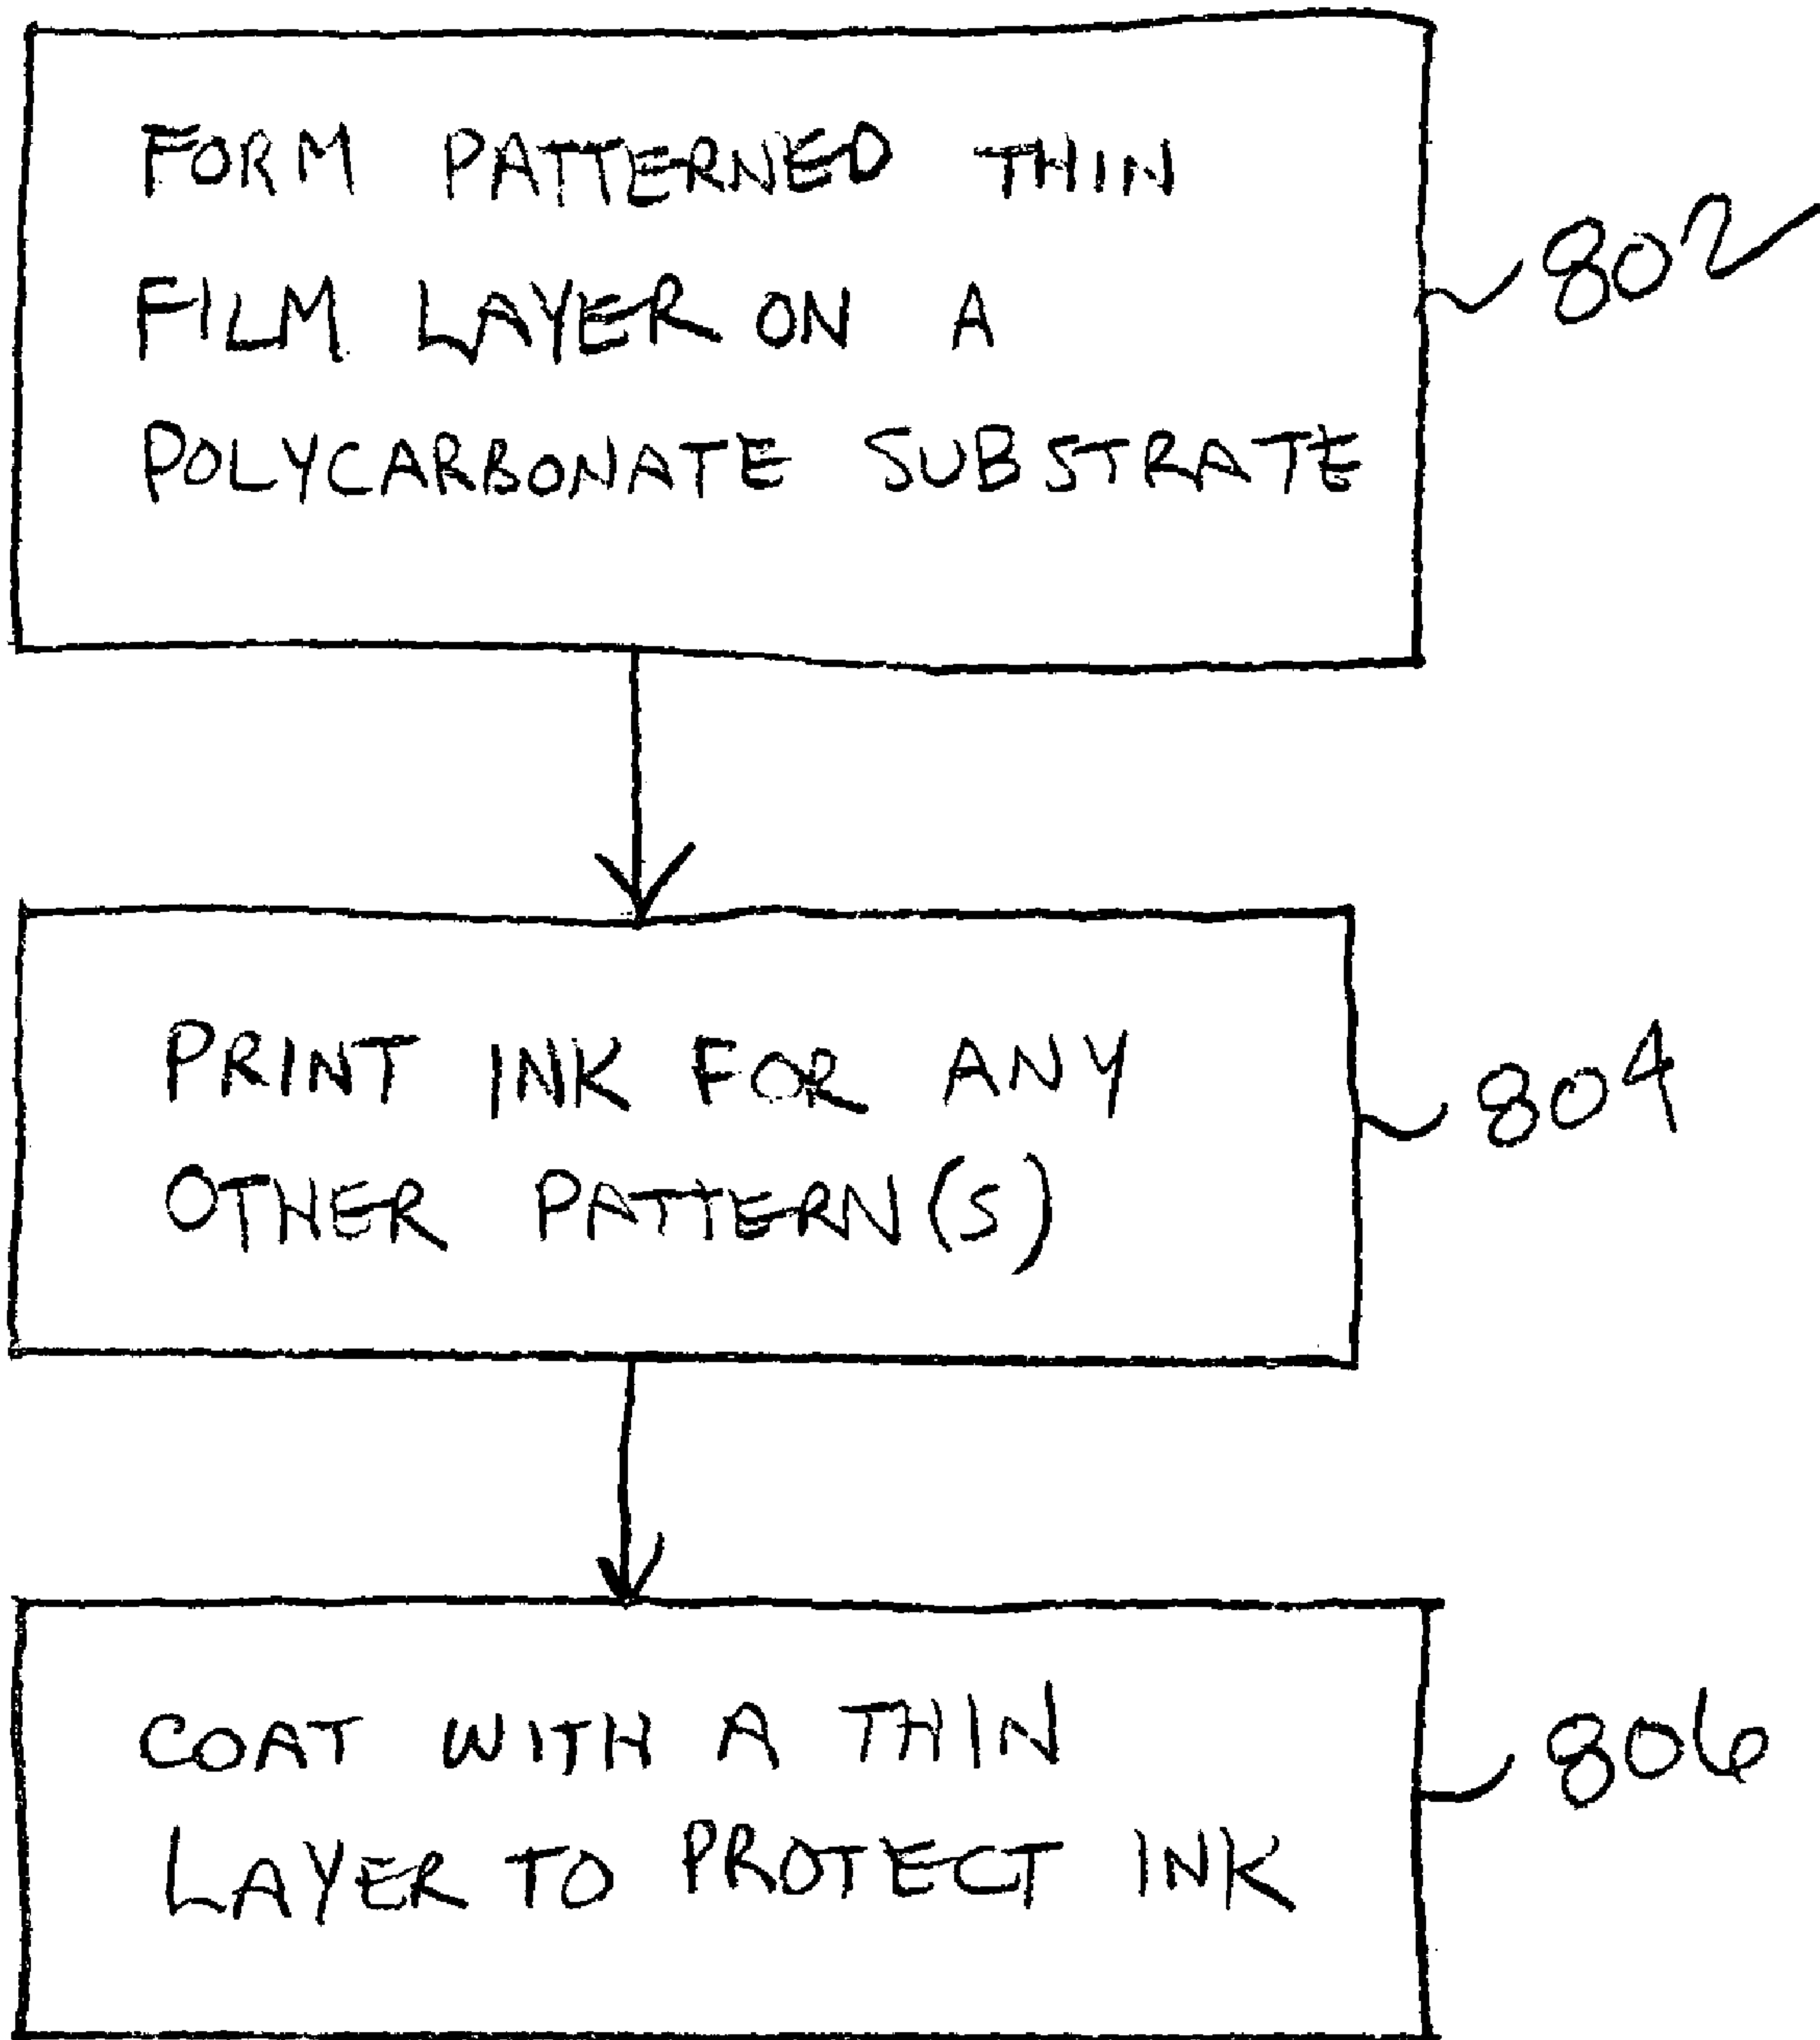 FORM PATTERNED THIN
FILM LAYER ON A
POLYCARBONATE SUBSTRATE
802
PRINT INK FOR ANY
OTHER PATTERN(S)
804
COAT WITH A THIN
LAYER TO PROTECT INK
806